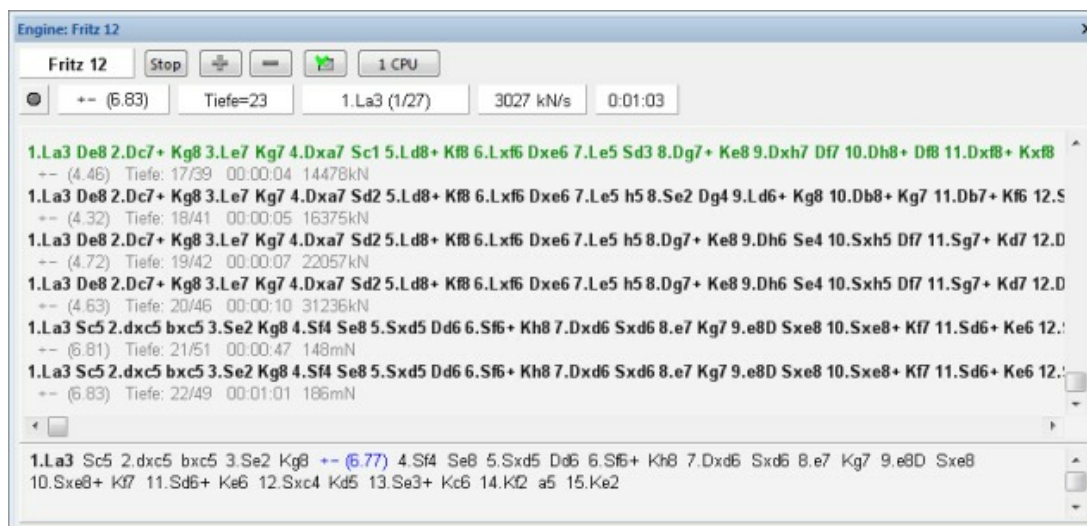 Engine: Fritz 12
Fritz 12 Stop 1 CPU
+- (6.83) Tiefe=23 1.La3 (1/27) 3027 kN/s 0:01:03
1.La3 De8 2.Dc7+ Kg8 3.Le7 Kg7 4.Dxa7 Sc1 5.Ld8+ Kf8 6.Lxf6 Dxe6 7.Le5 Sd3 8.Dg7+ Ke8 9.Dxh7 Df7 10.Dh8+ Df8 11.Dxf8+ Kxf8
+- (4.46) Tiefe: 17/39 00:00:04 14478kN
1.La3 De8 2.Dc7+ Kg8 3.Le7 Kg7 4.Dxa7 Sd2 5.Ld8+ Kf8 6.Lxf6 Dxe6 7.Le5 h5 8.Se2 Dg4 9.Ld6+ Kg8 10.Db8+ Kg7 11.Db7+ Kf6 12.S
+- (4.32) Tiefe: 18/41 00:00:05 16375kN
1.La3 De8 2.Dc7+ Kg8 3.Le7 Kg7 4.Dxa7 Sd2 5.Ld8+ Kf8 6.Lxf6 Dxe6 7.Le5 h5 8.Dg7+ Ke8 9.Dh6 Se4 10.Sxh5 Df7 11.Sg7+ Kd7 12.D
+- (4.72) Tiefe: 19/42 00:00:07 22057kN
1.La3 De8 2.Dc7+ Kg8 3.Le7 Kg7 4.Dxa7 Sd2 5.Ld8+ Kf8 6.Lxf6 Dxe6 7.Le5 h5 8.Dg7+ Ke8 9.Dh6 Se4 10.Sxh5 Df7 11.Sg7+ Kd7 12.D
+- (4.63) Tiefe: 20/46 00:00:10 31236kN
1.La3 Sc5 2.dxc5 bxc5 3.Se2 Kg8 4.Sf4 Se8 5.Sxd5 Dd6 6.Sf6+ Kh8 7.Dxd6 Sxd6 8.e7 Kg7 9.e8D Sxe8 10.Sxe8+ Kf7 11.Sd6+ Ke6 12.
+- (6.81) Tiefe: 21/51 00:00:47 148mN
1.La3 Sc5 2.dxc5 bxc5 3.Se2 Kg8 4.Sf4 Se8 5.Sxd5 Dd6 6.Sf6+ Kh8 7.Dxd6 Sxd6 8.e7 Kg7 9.e8D Sxe8 10.Sxe8+ Kf7 11.Sd6+ Ke6 12.
+- (6.83) Tiefe: 22/49 00:01:01 186mN
1.La3 Sc5 2.dxc5 bxc5 3.Se2 Kg8 +- (6.77) 4.Sf4 Se8 5.Sxd5 Dd6 6.Sf6+ Kh8 7.Dxd6 Sxd6 8.e7 Kg7 9.e8D Sxe8
10.Sxe8+ Kf7 11.Sd6+ Ke6 12.Sxc4 Kd5 13.Se3+ Kc6 14.Kf2 a5 15.Ke2